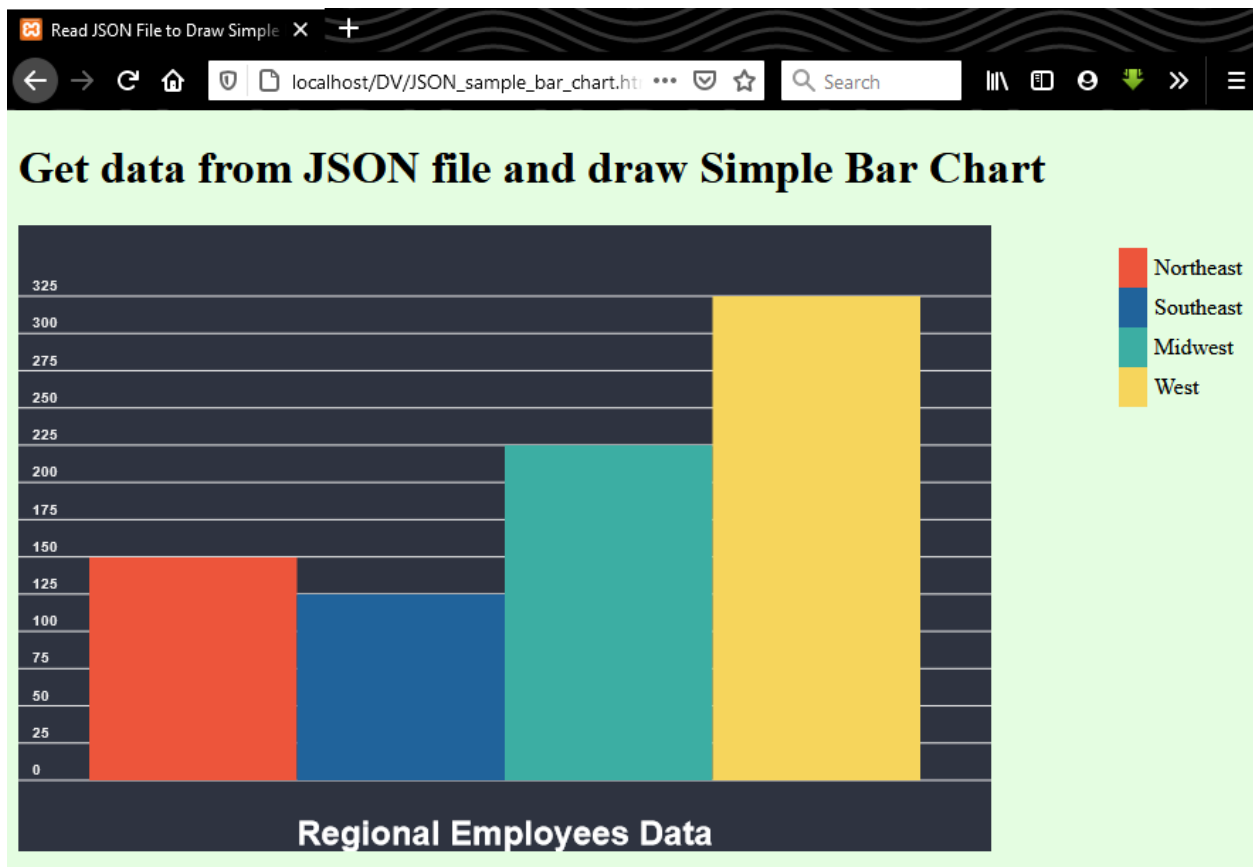 Read JSON File to Draw Simple
localhost/DV/JSON_sample_bar_chart.ht
Search
Get data from JSON file and draw Simple Bar Chart
325
300
275
250
225
200
175
150
125
100
75
50
25
0
Regional Employees Data
Northeast
Southeast
Midwest
West